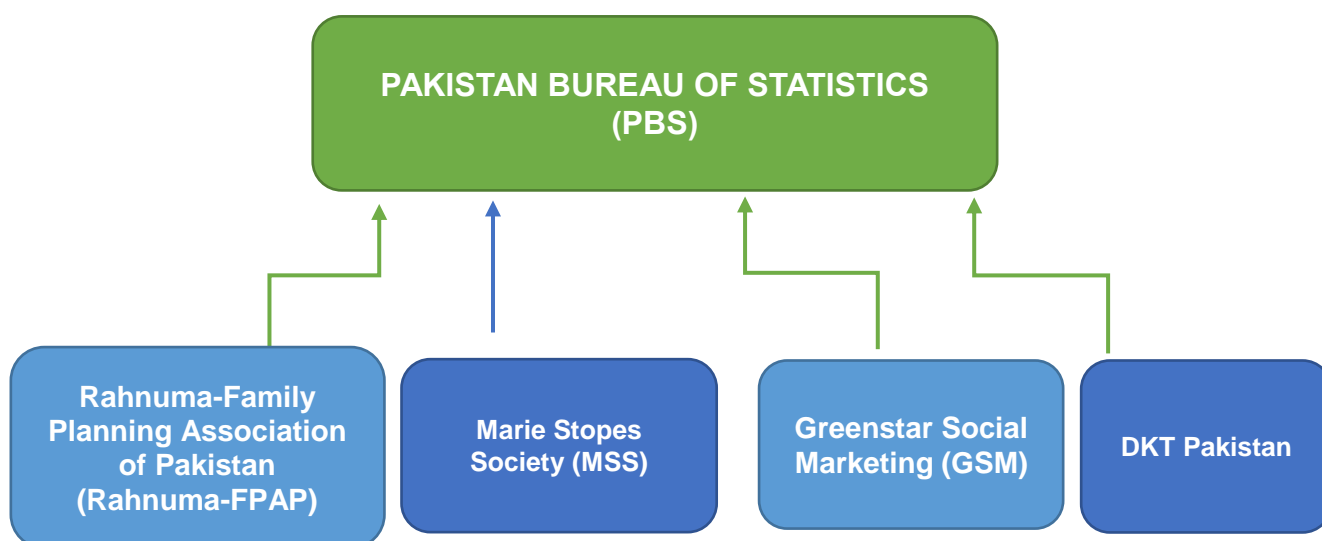 PAKISTAN BUREAU OF STATISTICS
(PBS)
Rahnuma-Family
Planning Association
of Pakistan
(Rahnuma-FPAP)
Marie Stopes
Society (MSS)
Greenstar Social
Marketing (GSM)
DKT Pakistan